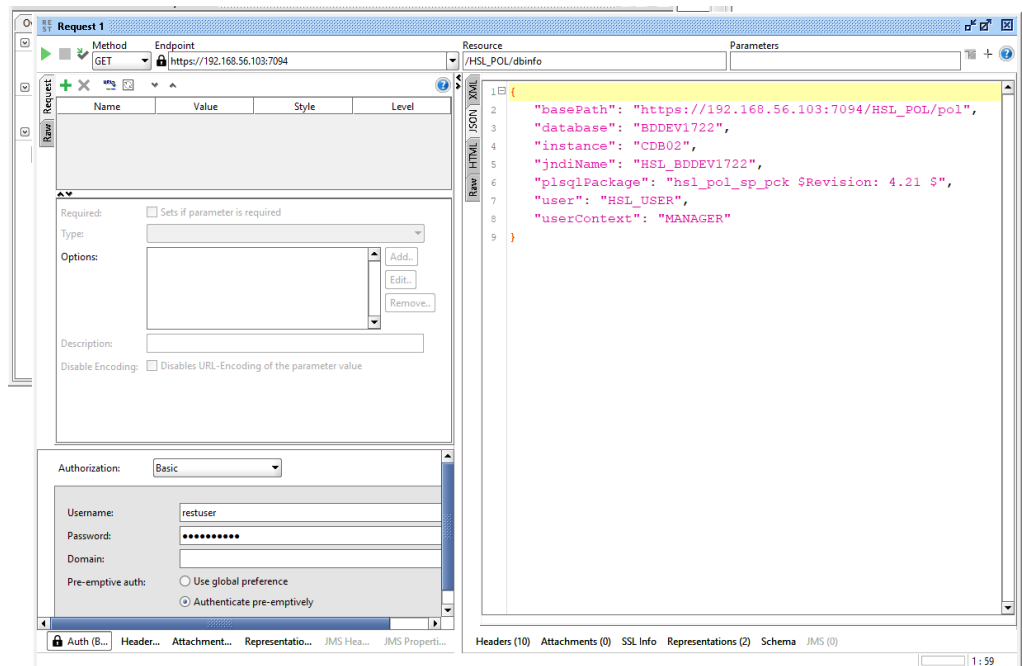 Request 1
Method
Endpoint
Resource
Parameters
GET
https://192.168.56.103:7094
/HSL_POL/dbinfo
Request
Raw
Name Value Style Level
Required: Sets if parameter is required
Type:
Options:
Add..
Edit..
Remove..
Description:
Disable Encoding: Disables URL-Encoding of the parameter value
Authorization: Basic
Username: restuser
Password: ●●●●●●●●●●
Domain:
Pre-emptive auth: Use global preference
Authenticate pre-emptively
Auth (B... Header... Attachment... Representatio... JMS Hea... JMS Properti...
XML
JSON
HTML
Raw
1 {
2 "basePath": "https://192.168.56.103:7094/HSL_POL/pol",
3 "database": "BDDEV1722",
4 "instance": "CDB02",
5 "jndiName": "HSL_BDDEV1722",
6 "plsqlPackage": "hsl_pol_sp_pck $Revision: 4.21 $",
7 "user": "HSL_USER",
8 "userContext": "MANAGER"
9 }
Headers (10) Attachments (0) SSL Info Representations (2) Schema JMS (0)
1 : 59